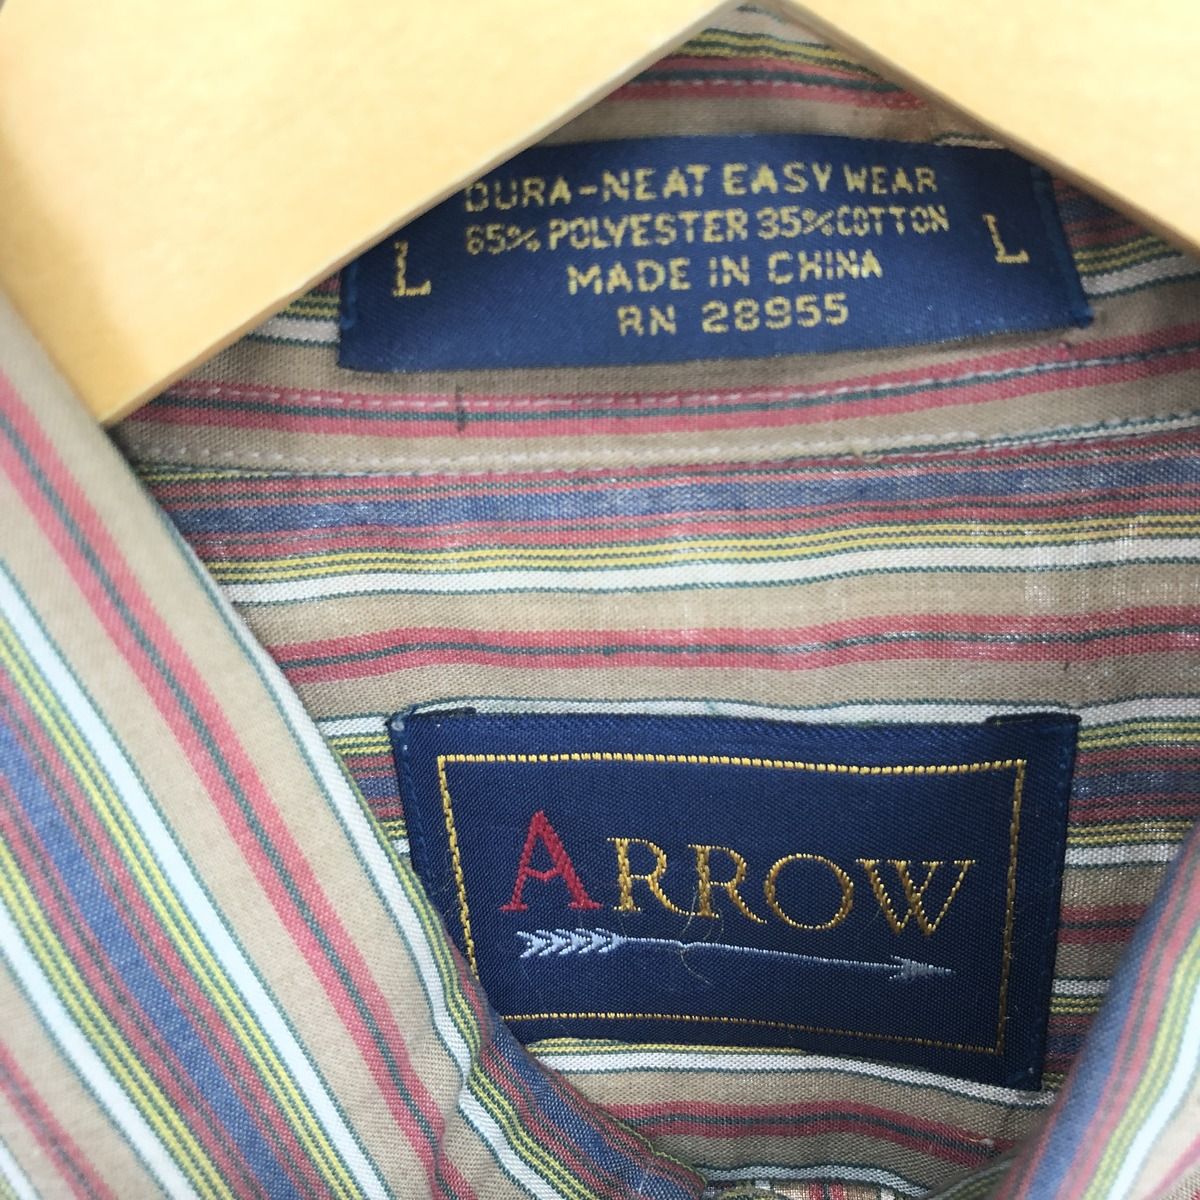 DURA-NEAT EASY WEAR
65% POLYESTER 35% COTTON
L L
MADE IN CHINA
RN 28955
ARROW